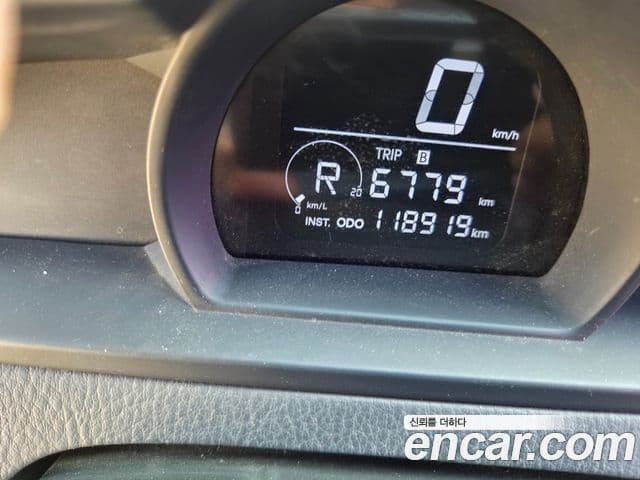 0 km/h
TRIP B
R 20 6779 km
0 km/L
INST. ODO 118919 km
신뢰를 더하다
encar.com